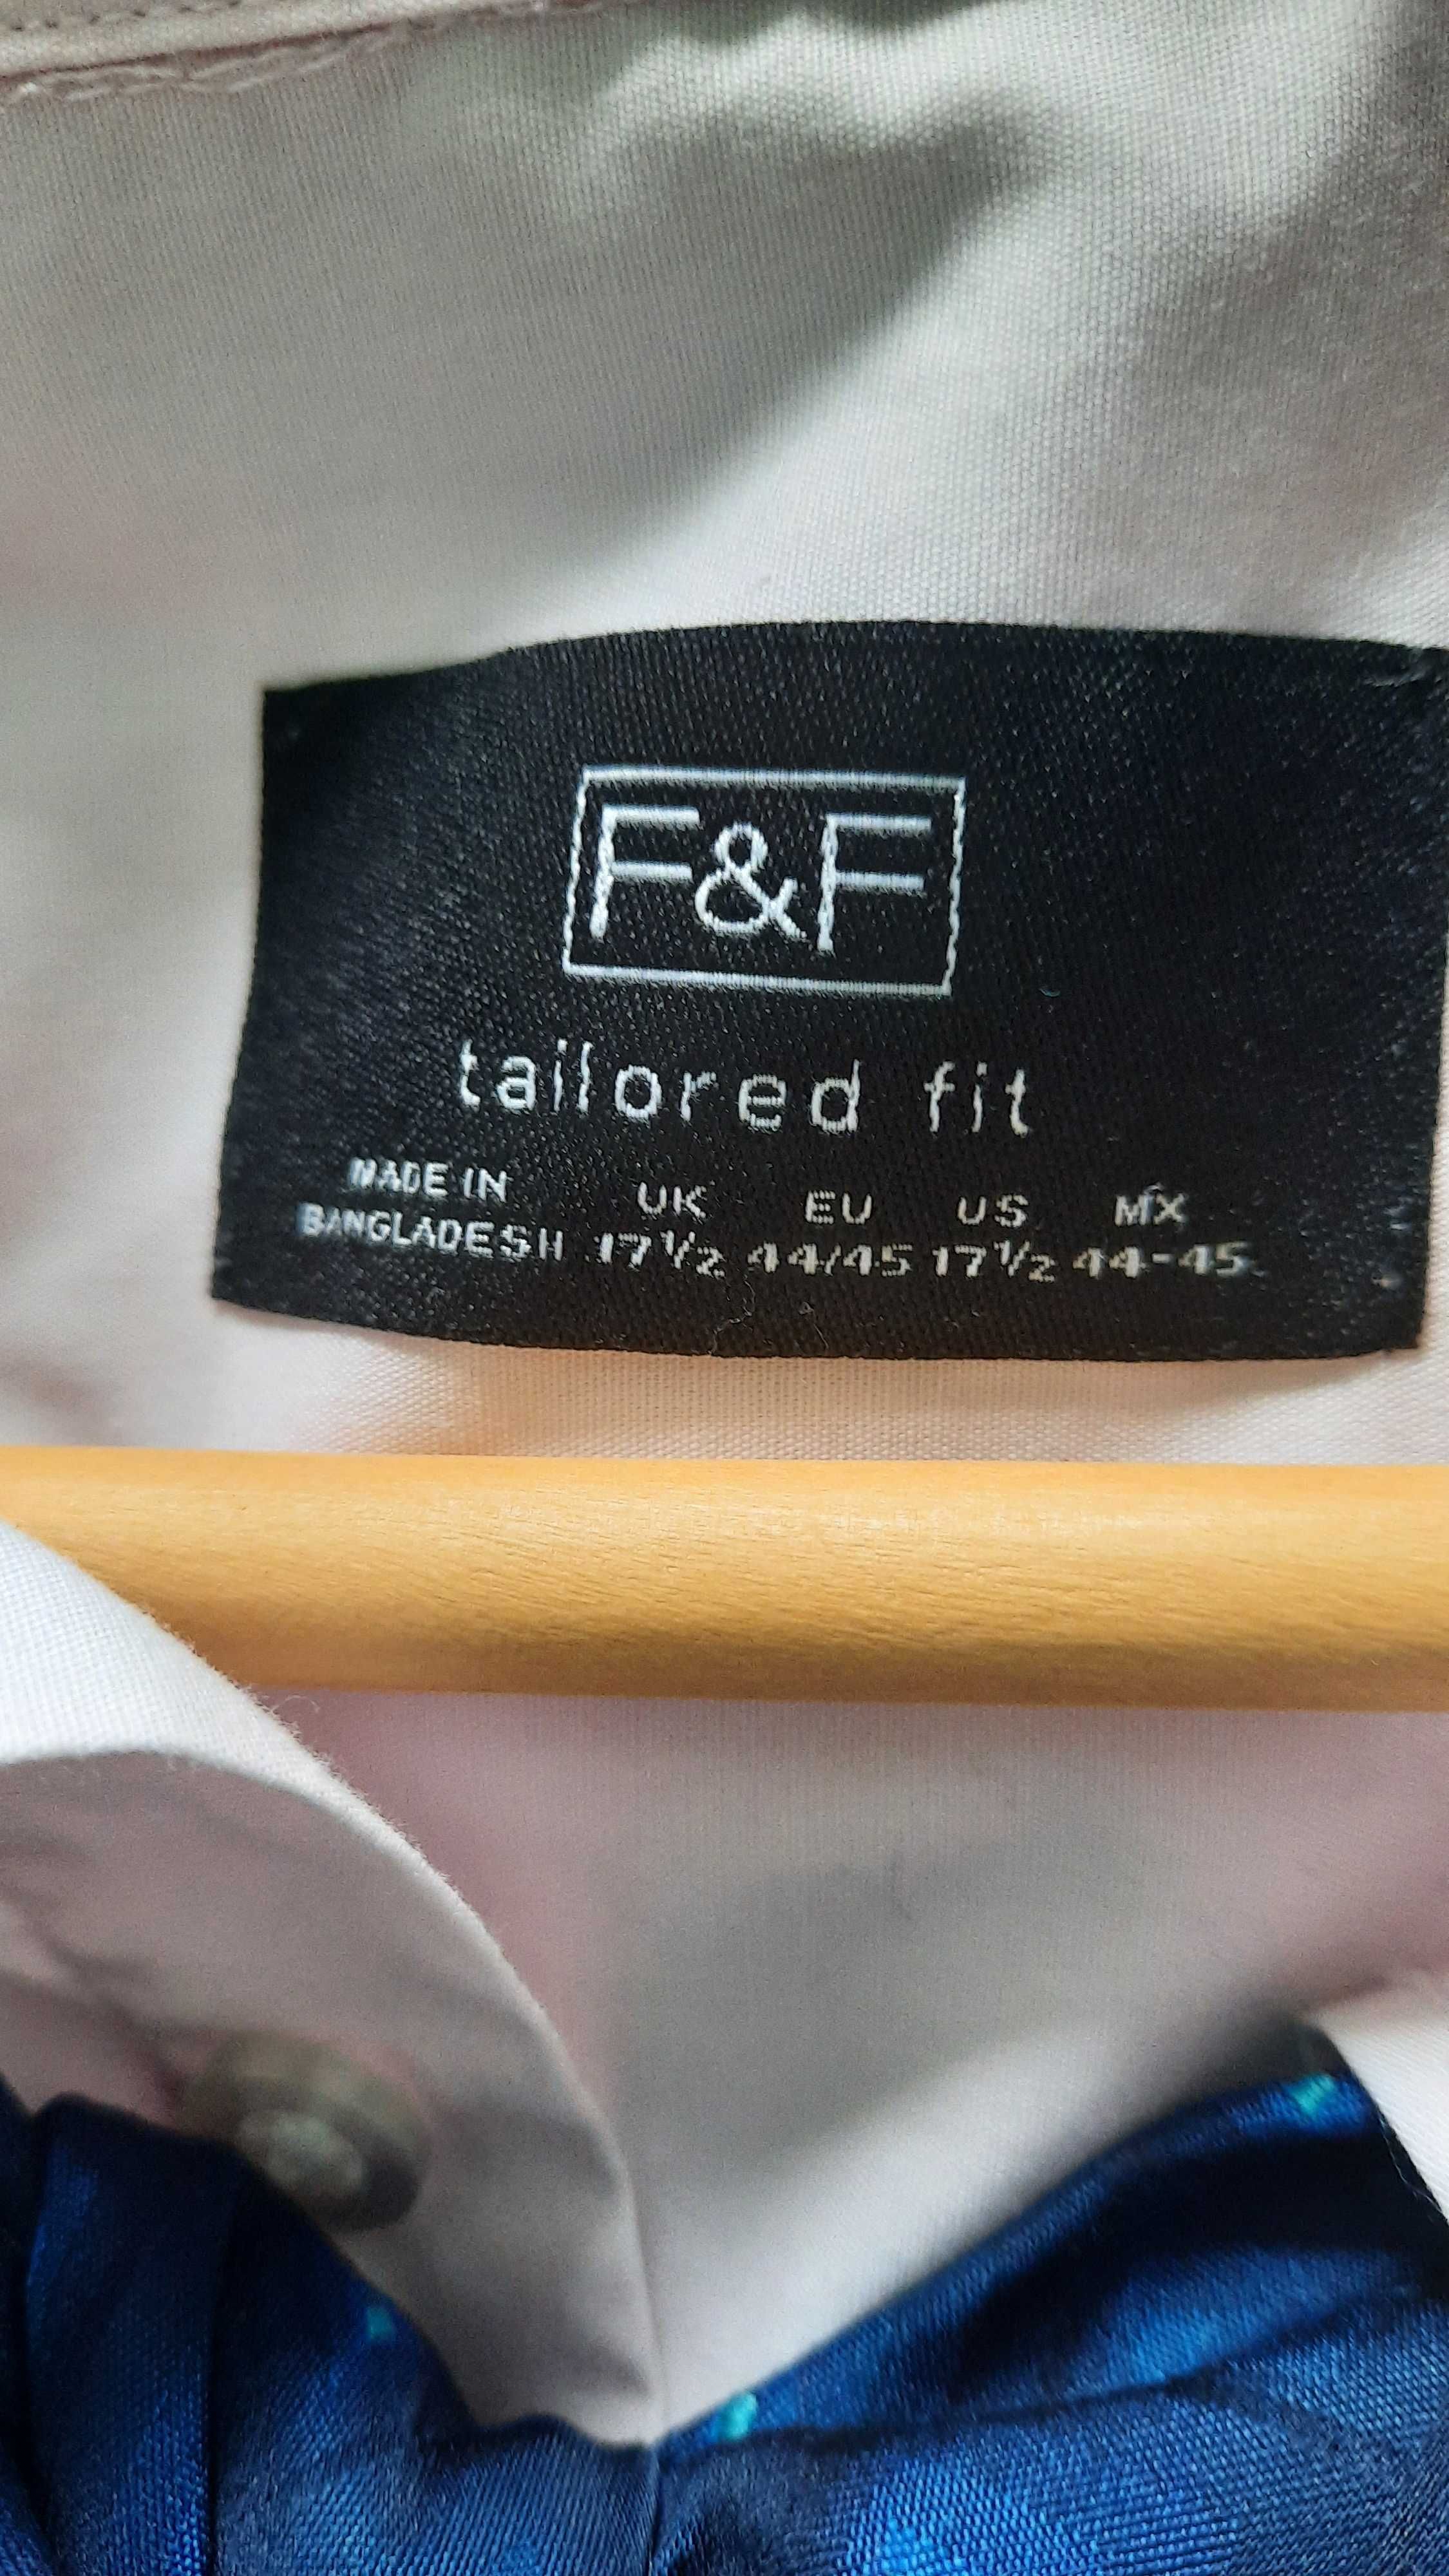 F&F
tailored fit
MADE IN UK EU US MX
BANGLADESH 17½ 44/45 17½ 44-45